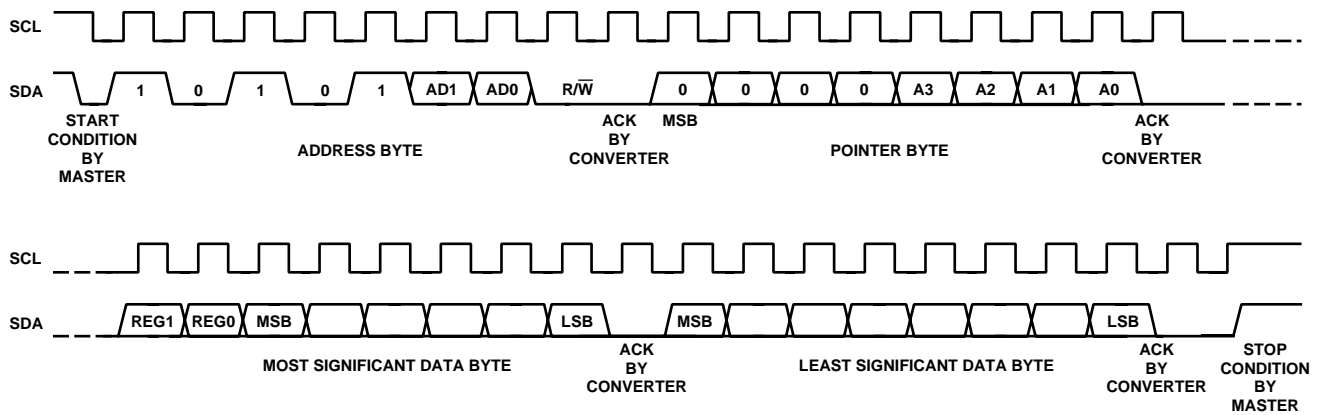 SCL
SDA 1 0 1 0 1 AD1 AD0 R/W̅ 0 0 0 0 A3 A2 A1 A0
START CONDITION BY MASTER
ADDRESS BYTE
ACK BY CONVERTER
MSB
POINTER BYTE
ACK BY CONVERTER
SCL
SDA REG1 REG0 MSB LSB MSB LSB
MOST SIGNIFICANT DATA BYTE
ACK BY CONVERTER
LEAST SIGNIFICANT DATA BYTE
ACK BY CONVERTER
STOP CONDITION BY MASTER